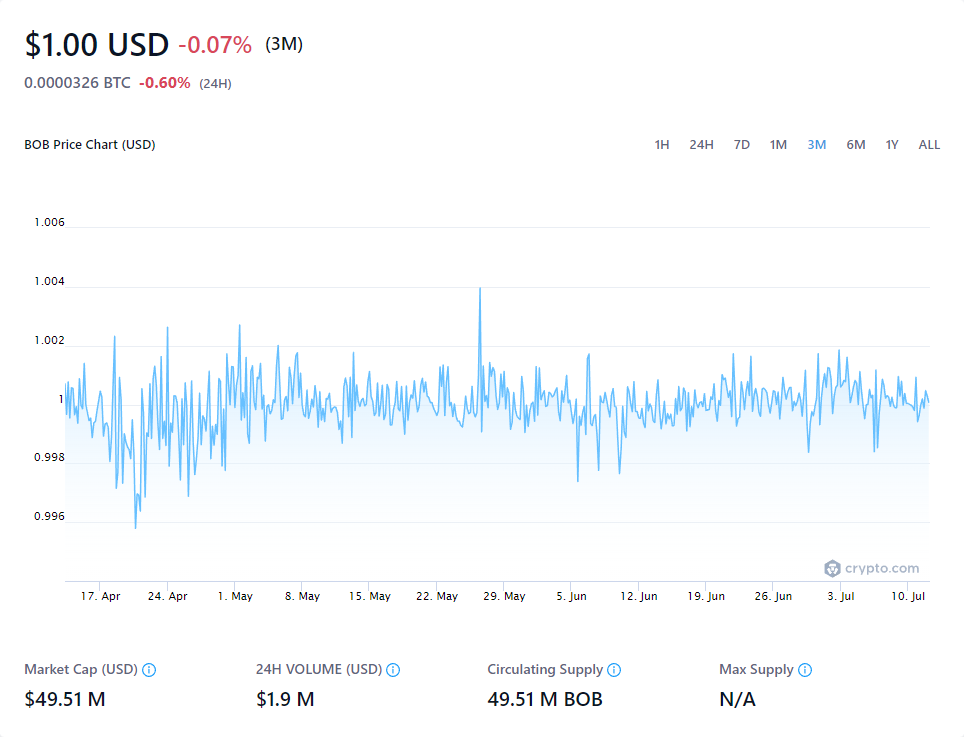 $1.00 USD -0.07% (3M)
0.0000326 BTC -0.60% (24H)
BOB Price Chart (USD) 1H 24H 7D 1M 3M 6M 1Y ALL
1.006
1.004
1.002
1
0.998
0.996
crypto.com
17. Apr 24. Apr 1. May 8. May 15. May 22. May 29. May 5. Jun 12. Jun 19. Jun 26. Jun 3. Jul 10. Jul
Market Cap (USD) 24H VOLUME (USD) Circulating Supply Max Supply
$49.51 M $1.9 M 49.51 M BOB N/A